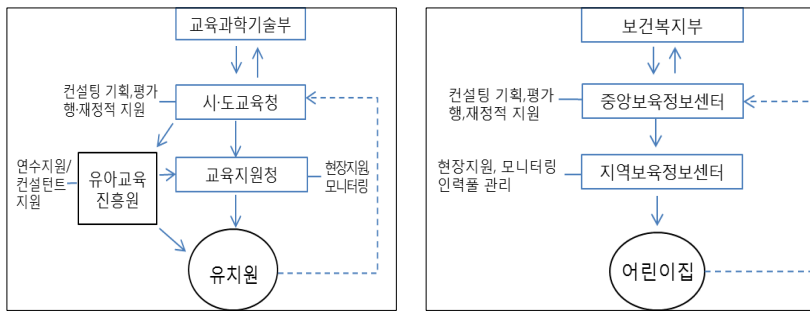 교육과학기술부
컨설팅 기획,평가
행·재정적 지원
시·도교육청
연수지원/
컨설턴트
지원
유아교육
진흥원
교육지원청
현장지원,
모니터링
유치원
보건복지부
컨설팅 기획,평가
행,재정적 지원
중앙보육정보센터
현장지원, 모니터링
인력풀 관리
지역보육정보센터
어린이집